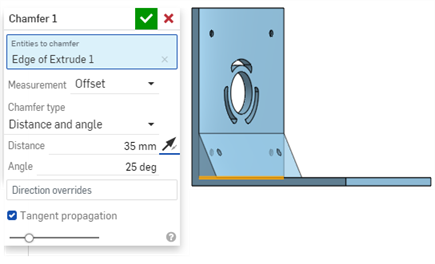 Chamfer 1
Entities to chamfer
Edge of Extrude 1
Measurement Offset
Chamfer type
Distance and angle
Distance 35 mm
Angle 25 deg
Direction overrides
Tangent propagation